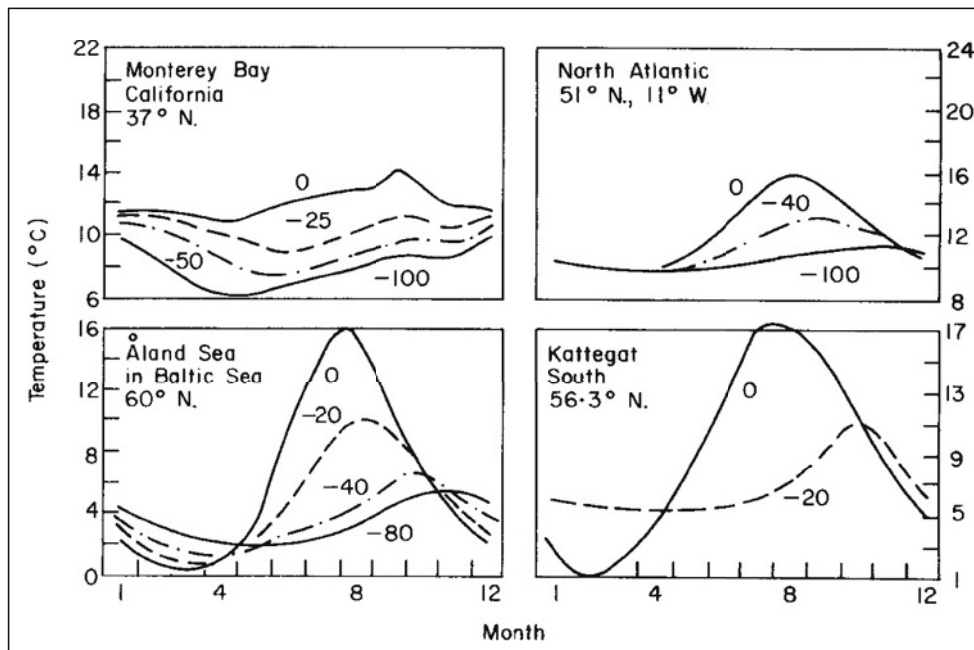 22
18
14
10
6
Monterey Bay
California
37° N.
0
-25
-50
-100
24
20
16
12
8
North Atlantic
51° N., 11° W.
0
-40
-100
Temperature (°C)
16
12
8
4
0
Åland Sea
in Baltic Sea
60° N.
0
-20
-40
-80
1 4 8 12
17
13
9
5
1
Kattegat
South
56·3° N.
0
-20
1 4 8 12
Month